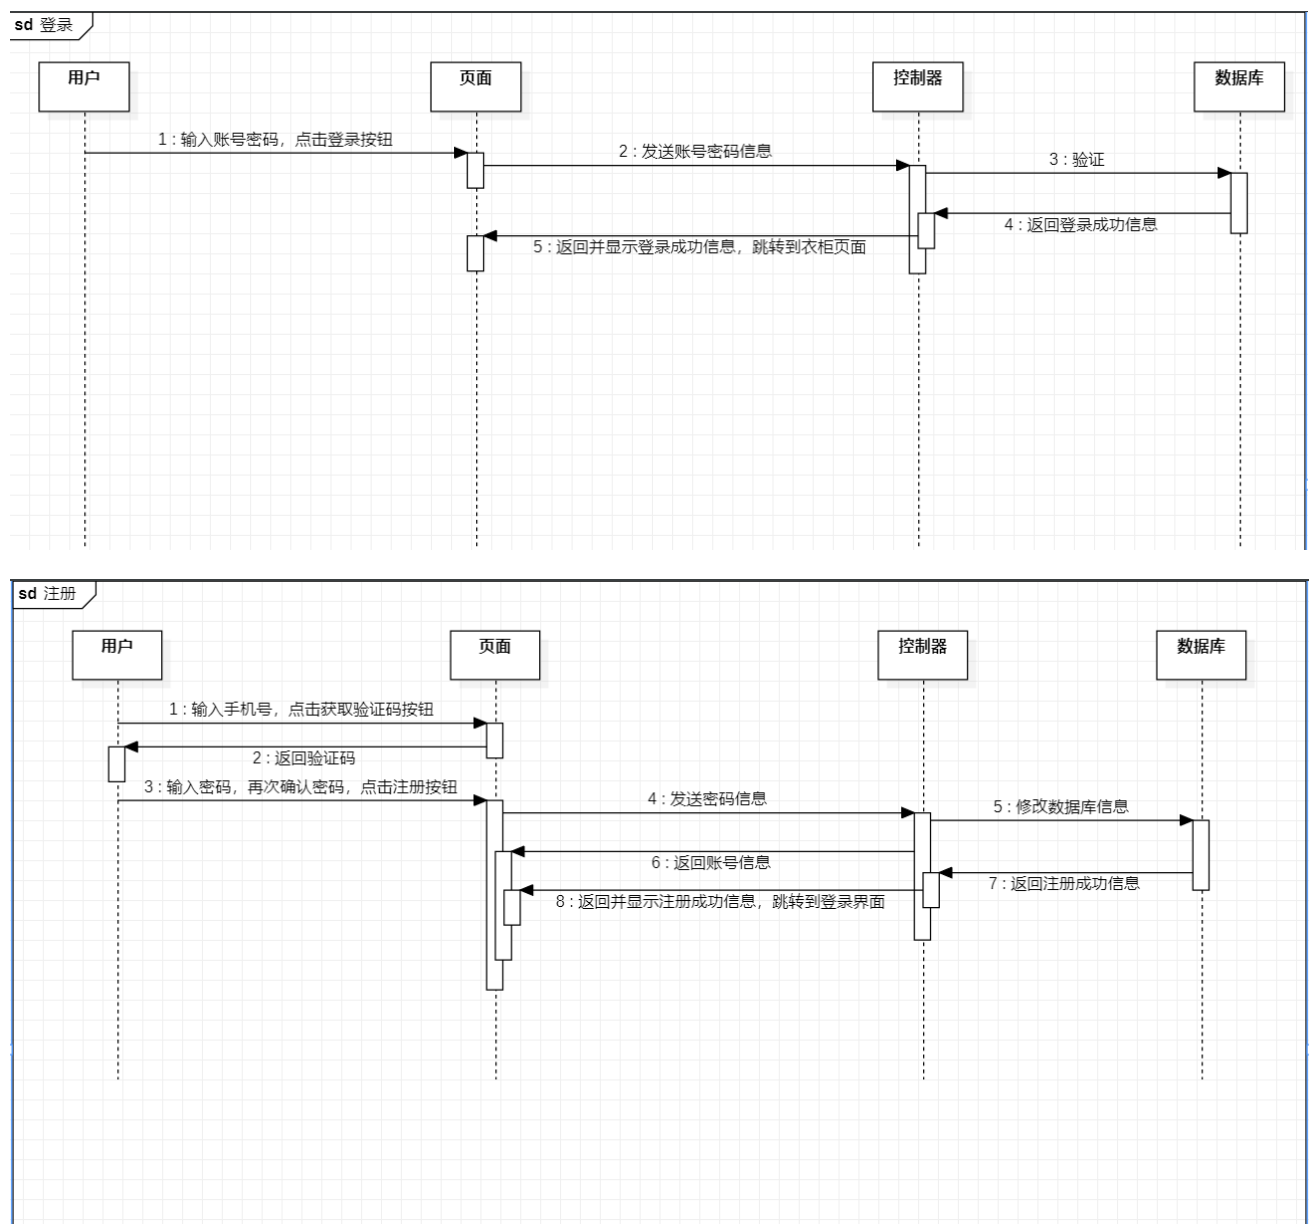 sd 登录
用户
页面
控制器
数据库
1 : 输入账号密码，点击登录按钮
2 : 发送账号密码信息
3 : 验证
4 : 返回登录成功信息
5 : 返回并显示登录成功信息，跳转到衣柜页面
sd 注册
用户
页面
控制器
数据库
1 : 输入手机号，点击获取验证码按钮
2 : 返回验证码
3 : 输入密码，再次确认密码，点击注册按钮
4 : 发送密码信息
5 : 修改数据库信息
6 : 返回账号信息
7 : 返回注册成功信息
8 : 返回并显示注册成功信息，跳转到登录界面